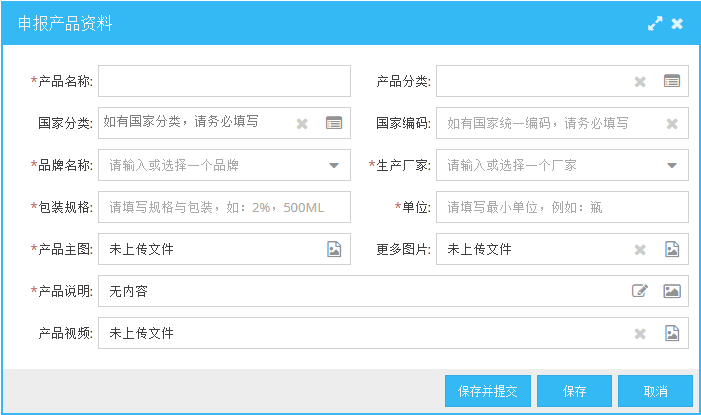 申报产品资料
*产品名称:
产品分类:
国家分类: 如有国家分类，请务必填写
国家编码: 如有国家统一编码，请务必填写
*品牌名称: 请输入或选择一个品牌
*生产厂家: 请输入或选择一个厂家
*包装规格: 请填写规格与包装，如：2%，500ML
*单位: 请填写最小单位，例如：瓶
*产品主图: 未上传文件
更多图片: 未上传文件
*产品说明: 无内容
产品视频: 未上传文件
保存并提交 保存 取消